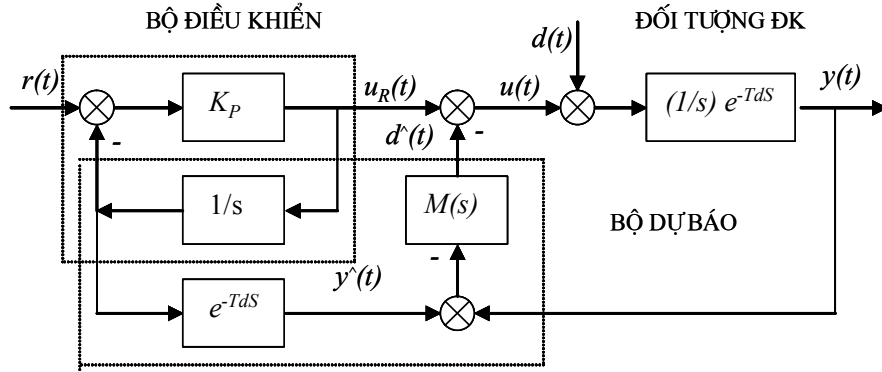 BỘ ĐIỀU KHIỂN
ĐỐI TƯỢNG ĐK
d(t)
r(t)
K_P
u_R(t)
u(t)
(1/s) e^{-TdS}
y(t)
-
d^(t)
-
1/s
M(s)
BỘ DỰ BÁO
-
y^(t)
e^{-TdS}